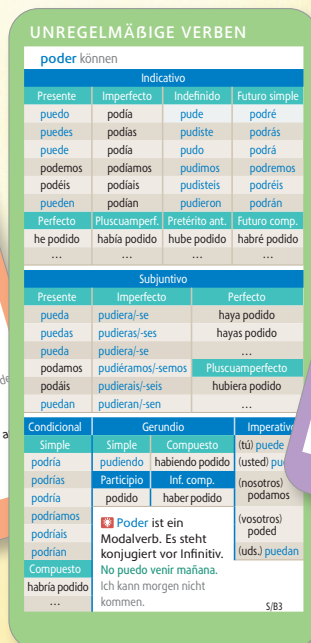 UNREGELMÄßIGE VERBEN
poder können
Indicativo
Presente Imperfecto Indefinido Futuro simple
puedo podía pude podré
puedes podías pudiste podrás
puede podía pudo podrá
podemos podíamos pudimos podremos
podéis podíais pudisteis podréis
pueden podían pudieron podrán
Perfecto Pluscuamperf. Pretérito ant. Futuro comp.
he podido había podido hube podido habré podido
... ... ... ...
Subjuntivo
Presente Imperfecto Perfecto
pueda pudiera/-se haya podido
puedas pudieras/-ses hayas podido
pueda pudiera/-se ...
podamos pudiéramos/-semos Pluscuamperfecto
podáis pudierais/-seis hubiera podido
puedan pudieran/-sen ...
Condicional Gerundio Imperativo
Simple Simple Compuesto (tú) puede
podría pudiendo habiendo podido (usted)
podrías Participio Inf. comp. (nosotros)
podría podido haber podido podamos
podríamos
podríais
podrían
(vosotros)
poded
(uds.) puedan
Compuesto
habría podido
...
Poder ist ein
Modalverb. Es steht
konjugiert vor Infinitiv.
No puedo venir mañana.
Ich kann morgen nicht
kommen.
S/B3